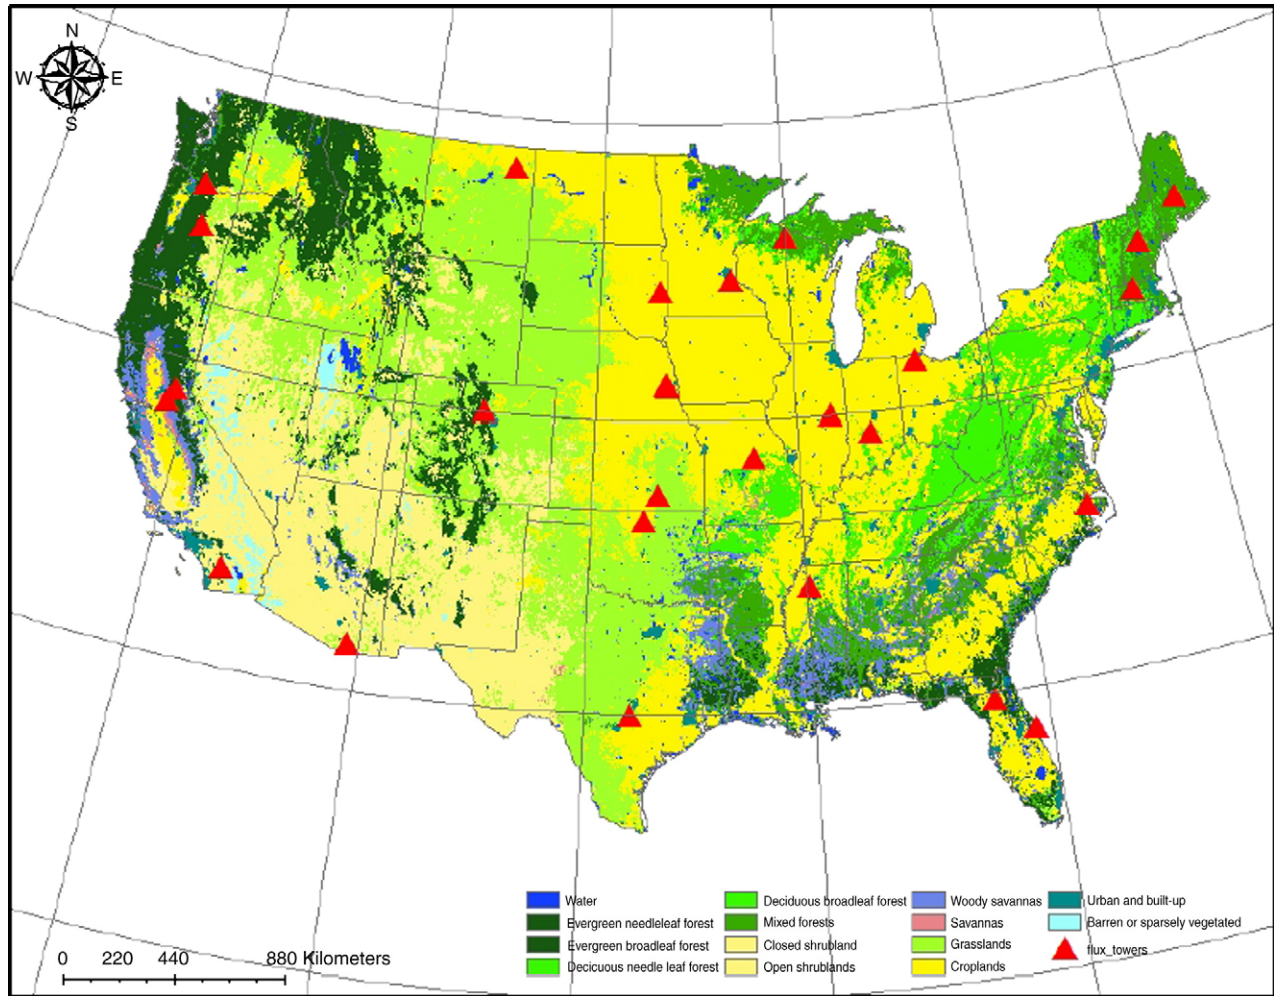 N
W E
S
Water
Evergreen needleleaf forest
Evergreen broadleaf forest
Decicuous needle leaf forest
Deciduous broadleaf forest
Mixed forests
Closed shrubland
Open shrublands
Woody savannas
Savannas
Grasslands
Croplands
Urban and built-up
Barren or sparsely vegetated
flux_towers
0 220 440 880 Kilometers